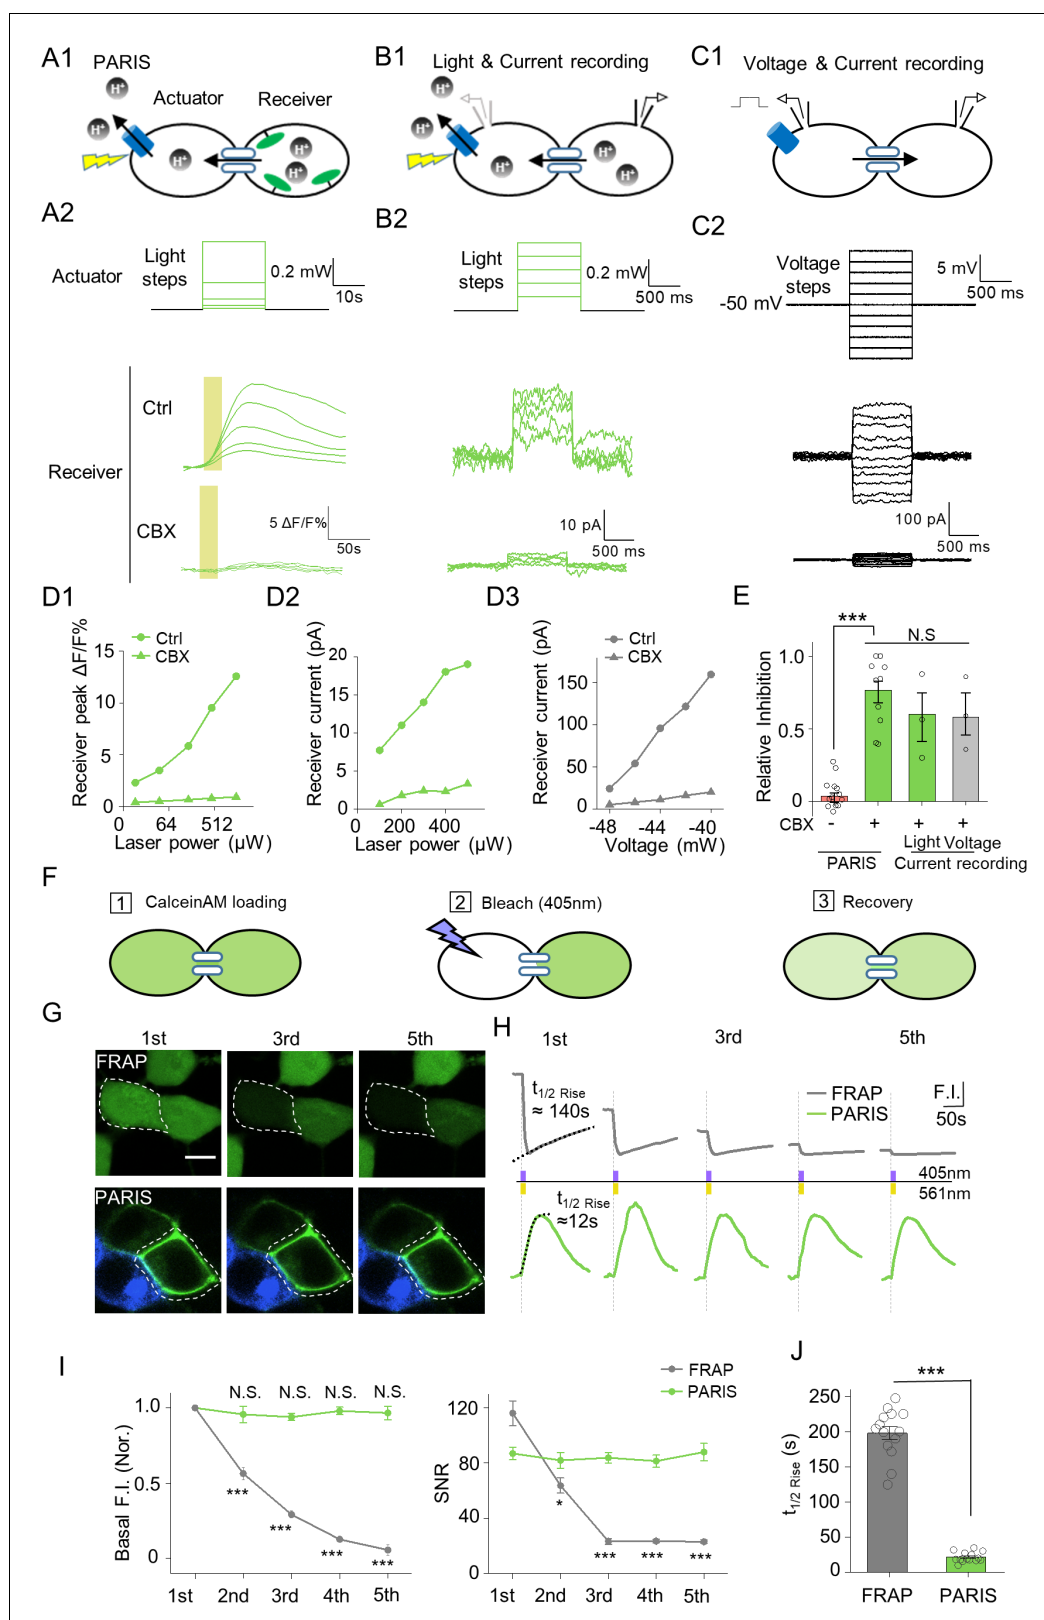 A1
PARIS
Actuator
Receiver
H+
H+
H+
H+
H+
H+
B1
Light & Current recording
H+
H+
H+
H+
H+
C1
Voltage & Current recording
A2
Actuator
Light
steps
0.2 mW
10s
B2
Light
steps
0.2 mW
500 ms
C2
Voltage
steps
5 mV
500 ms
-50 mV
Receiver
Ctrl
CBX
5 ΔF/F%
50s
10 pA
500 ms
100 pA
500 ms
D1
Receiver peak ΔF/F%
Ctrl
CBX
15
10
5
0
0
64
512
Laser power (µW)
D2
Receiver current (pA)
Ctrl
CBX
20
15
10
5
0
200
400
Laser power (µW)
D3
Receiver current (pA)
Ctrl
CBX
150
100
50
0
-48
-44
-40
Voltage (mW)
E
Relative Inhibition
***
N.S
1.0
0.5
0
CBX - + + +
PARIS
Light Voltage
Current recording
F
1 CalceinAM loading
2 Bleach (405nm)
3 Recovery
G
1st
3rd
5th
FRAP
PARIS
H
1st
3rd
5th
t1/2 Rise
≈ 140s
FRAP
PARIS
F.I.
50s
405nm
561nm
t1/2 Rise
≈12s
I
Basal F.I. (Nor.)
N.S.
N.S.
N.S.
N.S.
1.0
0.5
0
***
***
***
***
1st
2nd
3rd
4th
5th
FRAP
PARIS
SNR
120
80
40
0
*
***
***
***
1st
2nd
3rd
4th
5th
J
t1/2 Rise (s)
***
250
200
150
100
50
0
FRAP
PARIS